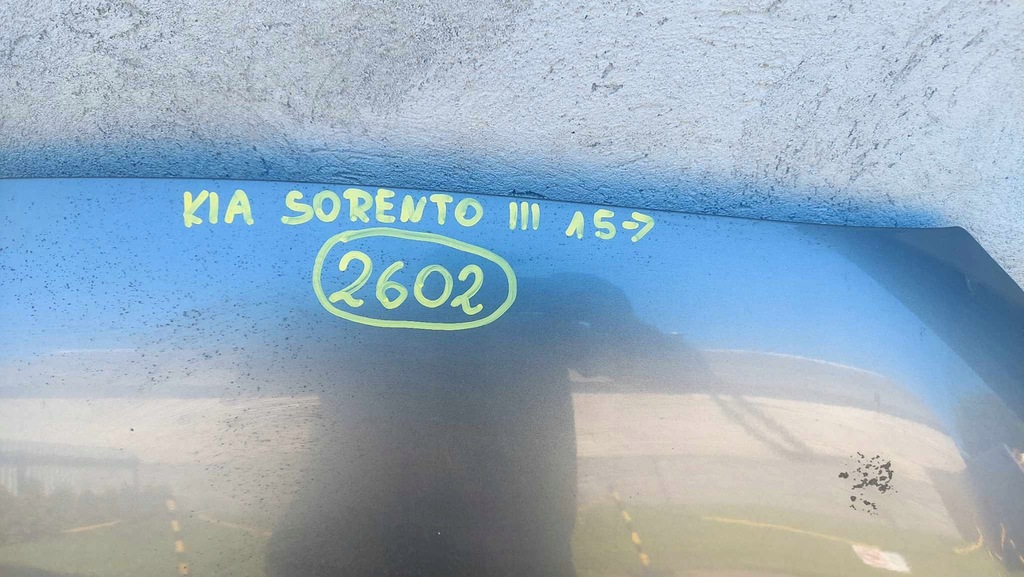 KIA SORENTO III 15->
2602